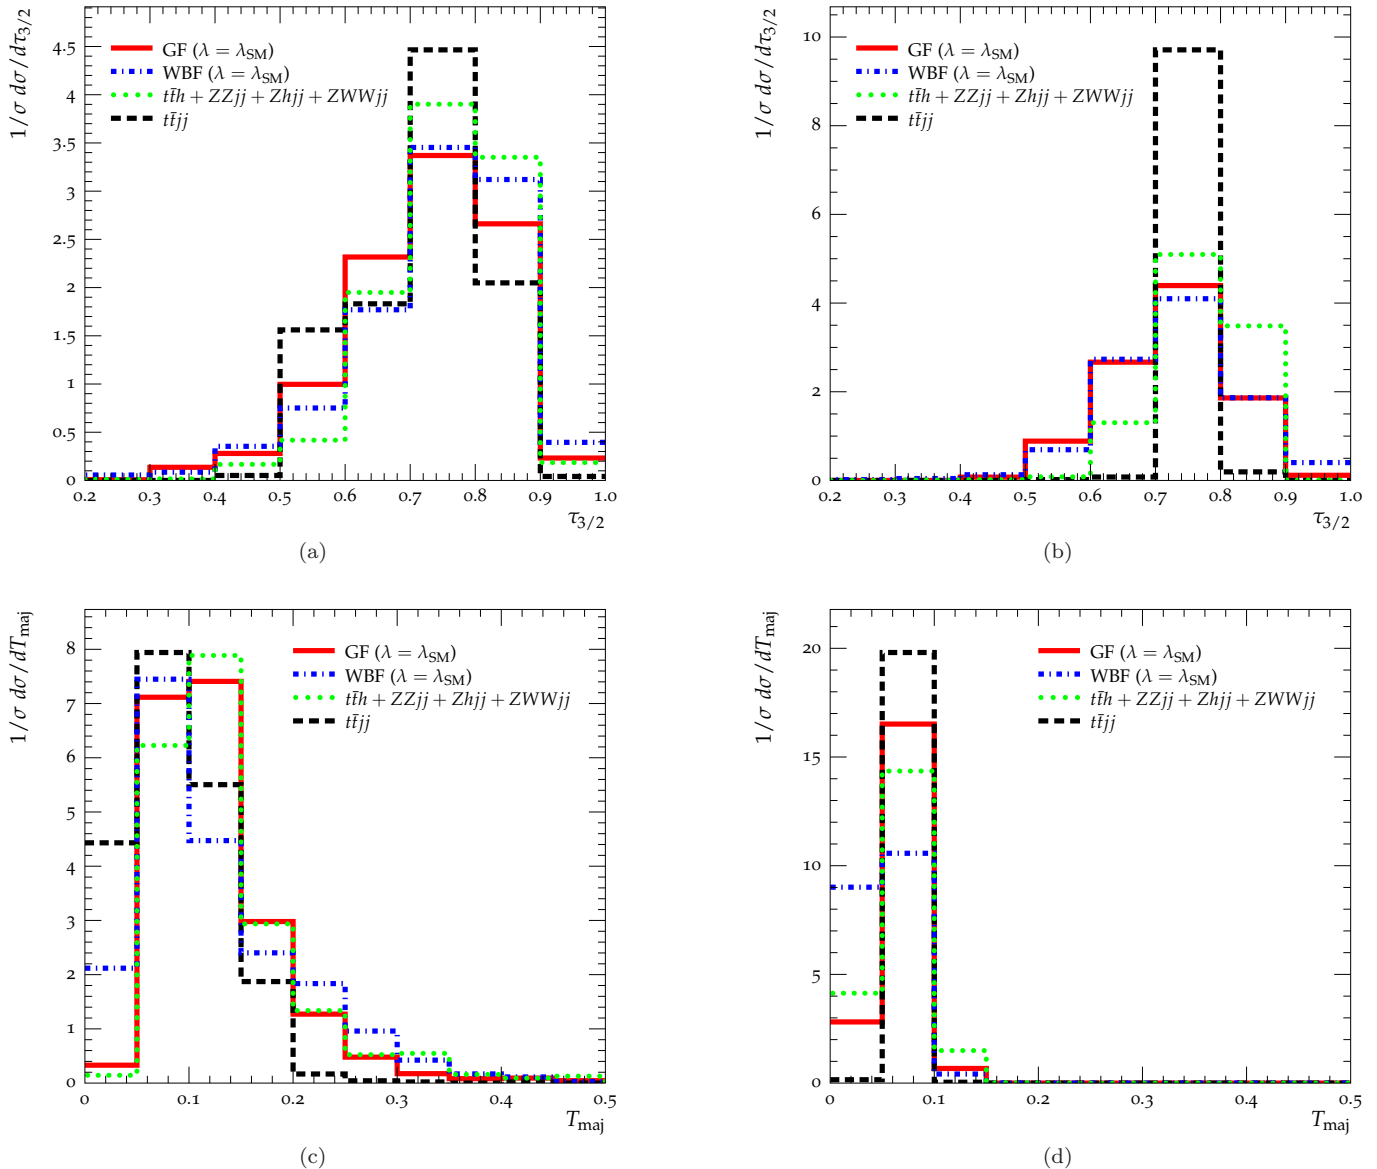 1/σ dσ/dτ3/2
4.5
4
3.5
3
2.5
2
1.5
1
0.5
0
GF (λ = λSM)
WBF (λ = λSM)
tt̄h + ZZjj + Zhjj + ZWWjj
tt̄jj
0.2 0.3 0.4 0.5 0.6 0.7 0.8 0.9 1.0
τ3/2
(a)
1/σ dσ/dτ3/2
10
8
6
4
2
0
GF (λ = λSM)
WBF (λ = λSM)
tt̄h + ZZjj + Zhjj + ZWWjj
tt̄jj
0.2 0.3 0.4 0.5 0.6 0.7 0.8 0.9 1.0
τ3/2
(b)
1/σ dσ/dTmaj
8
7
6
5
4
3
2
1
0
GF (λ = λSM)
WBF (λ = λSM)
tt̄h + ZZjj + Zhjj + ZWWjj
tt̄jj
0 0.1 0.2 0.3 0.4 0.5
Tmaj
(c)
1/σ dσ/dTmaj
20
15
10
5
0
GF (λ = λSM)
WBF (λ = λSM)
tt̄h + ZZjj + Zhjj + ZWWjj
tt̄jj
0 0.1 0.2 0.3 0.4 0.5
Tmaj
(d)